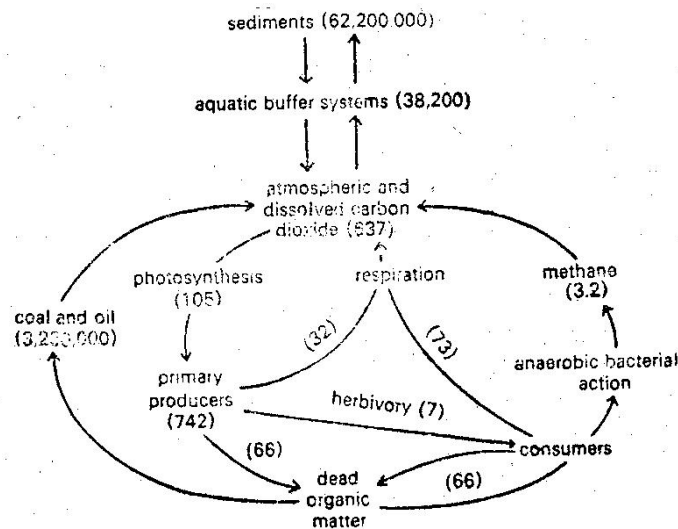 sediments (62,200,000)
aquatic buffer systems (38,200)
atmospheric and
dissolved carbon
dioxide (637)
photosynthesis
(105)
respiration
methane
(3.2)
coal and oil
(32)
(73)
anaerobic bacterial
action
primary
producers
(742)
herbivory (7)
consumers
(66)
(66)
dead
organic
matter